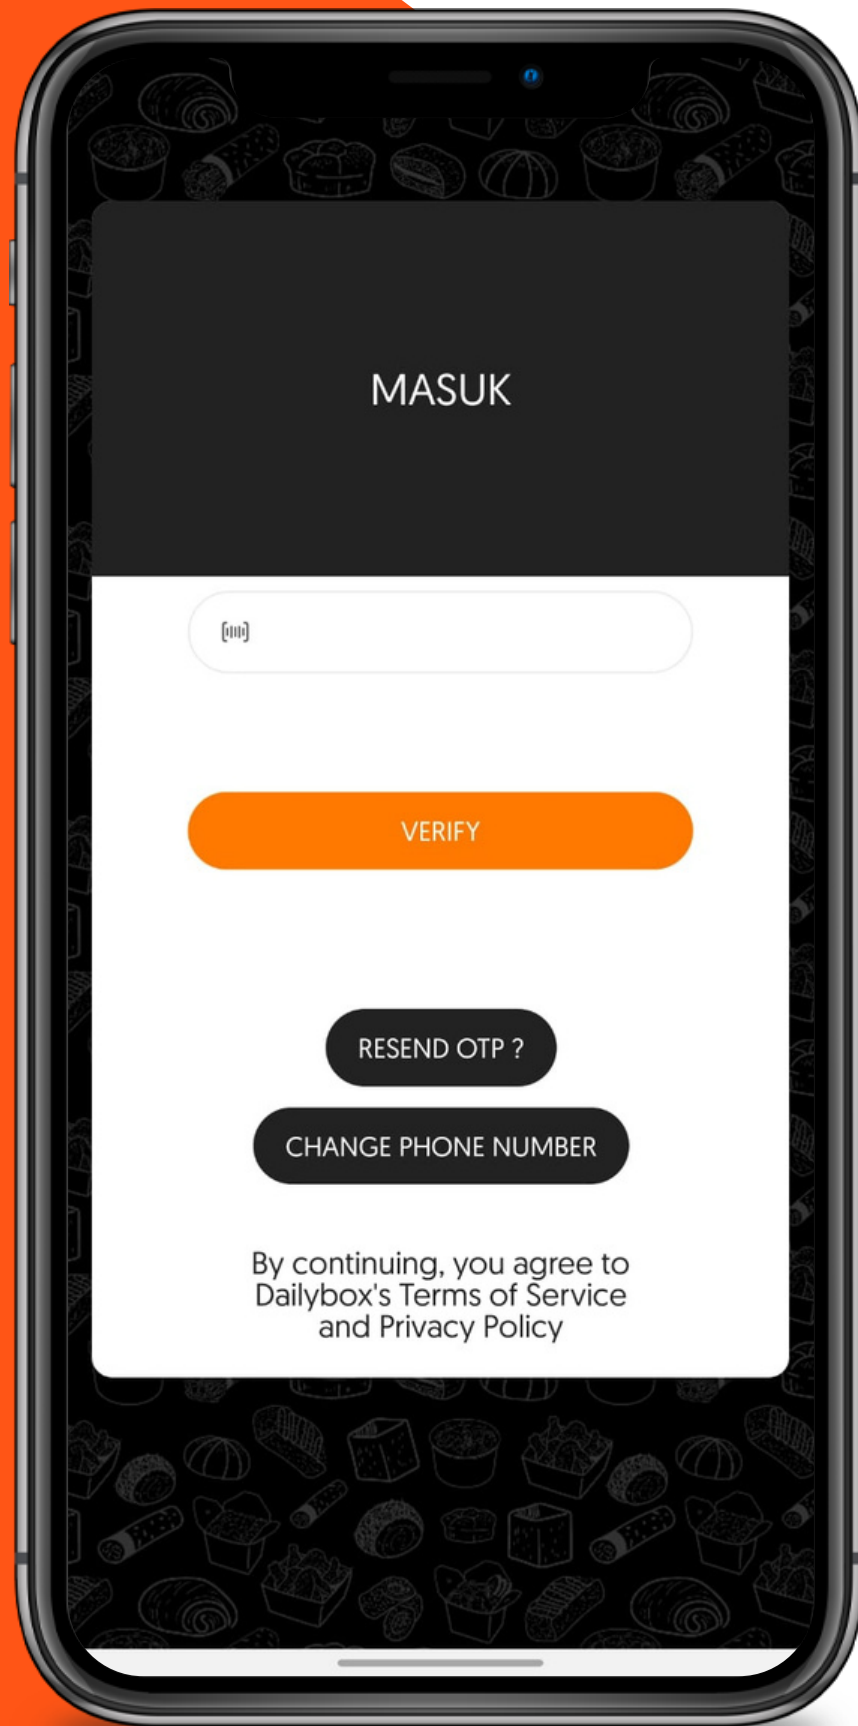 MASUK
VERIFY
RESEND OTP ?
CHANGE PHONE NUMBER
By continuing, you agree to
Dailybox's Terms of Service
and Privacy Policy